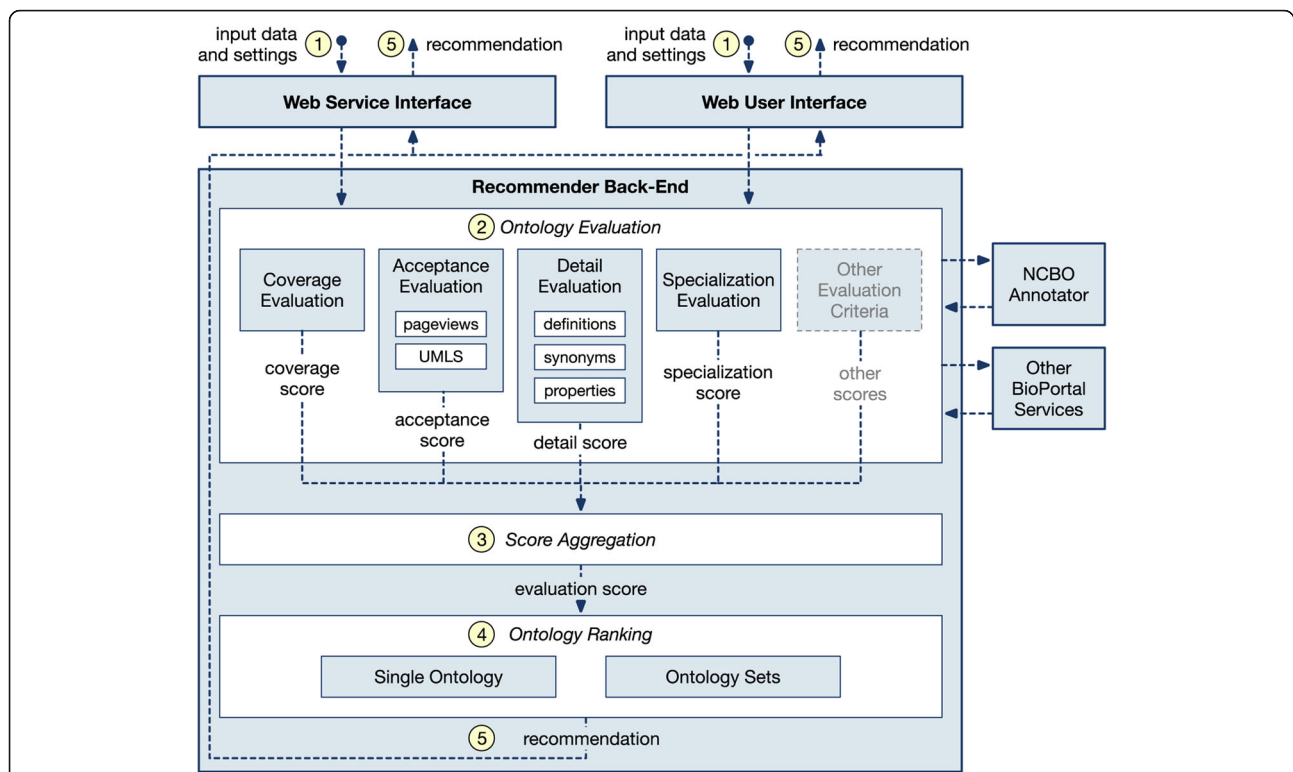 input data
and settings
1
5
recommendation
input data
and settings
1
5
recommendation
Web Service Interface
Web User Interface
Recommender Back-End
2 Ontology Evaluation
Coverage
Evaluation
Acceptance
Evaluation
pageviews
UMLS
Detail
Evaluation
definitions
synonyms
properties
Specialization
Evaluation
Other
Evaluation
Criteria
NCBO
Annotator
Other
BioPortal
Services
coverage
score
acceptance
score
detail score
specialization
score
other
scores
3 Score Aggregation
evaluation score
4 Ontology Ranking
Single Ontology
Ontology Sets
5 recommendation